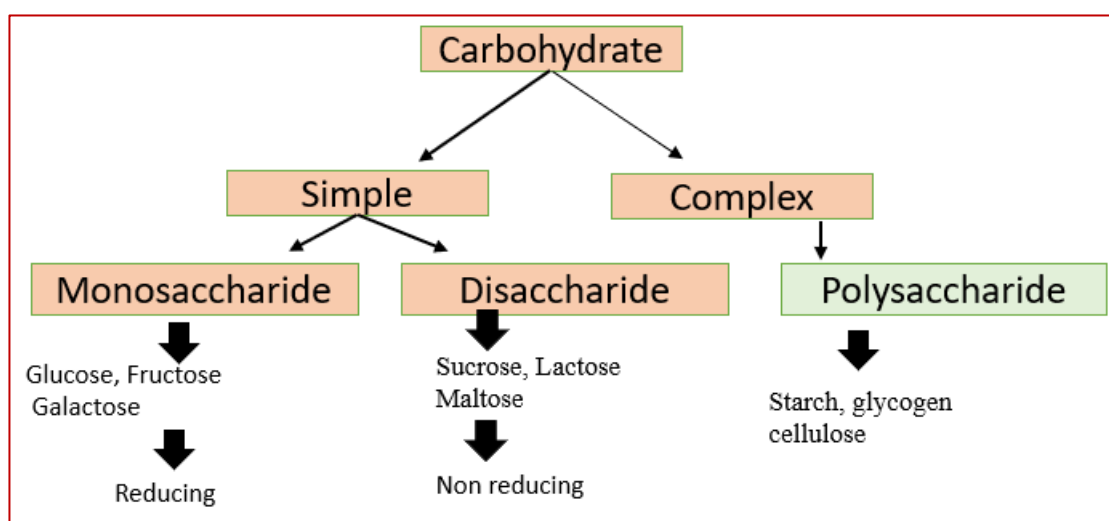 Carbohydrate
Simple
Complex
Monosaccharide
Disaccharide
Polysaccharide
Glucose, Fructose
Galactose
Sucrose, Lactose
Maltose
Starch, glycogen
cellulose
Reducing
Non reducing